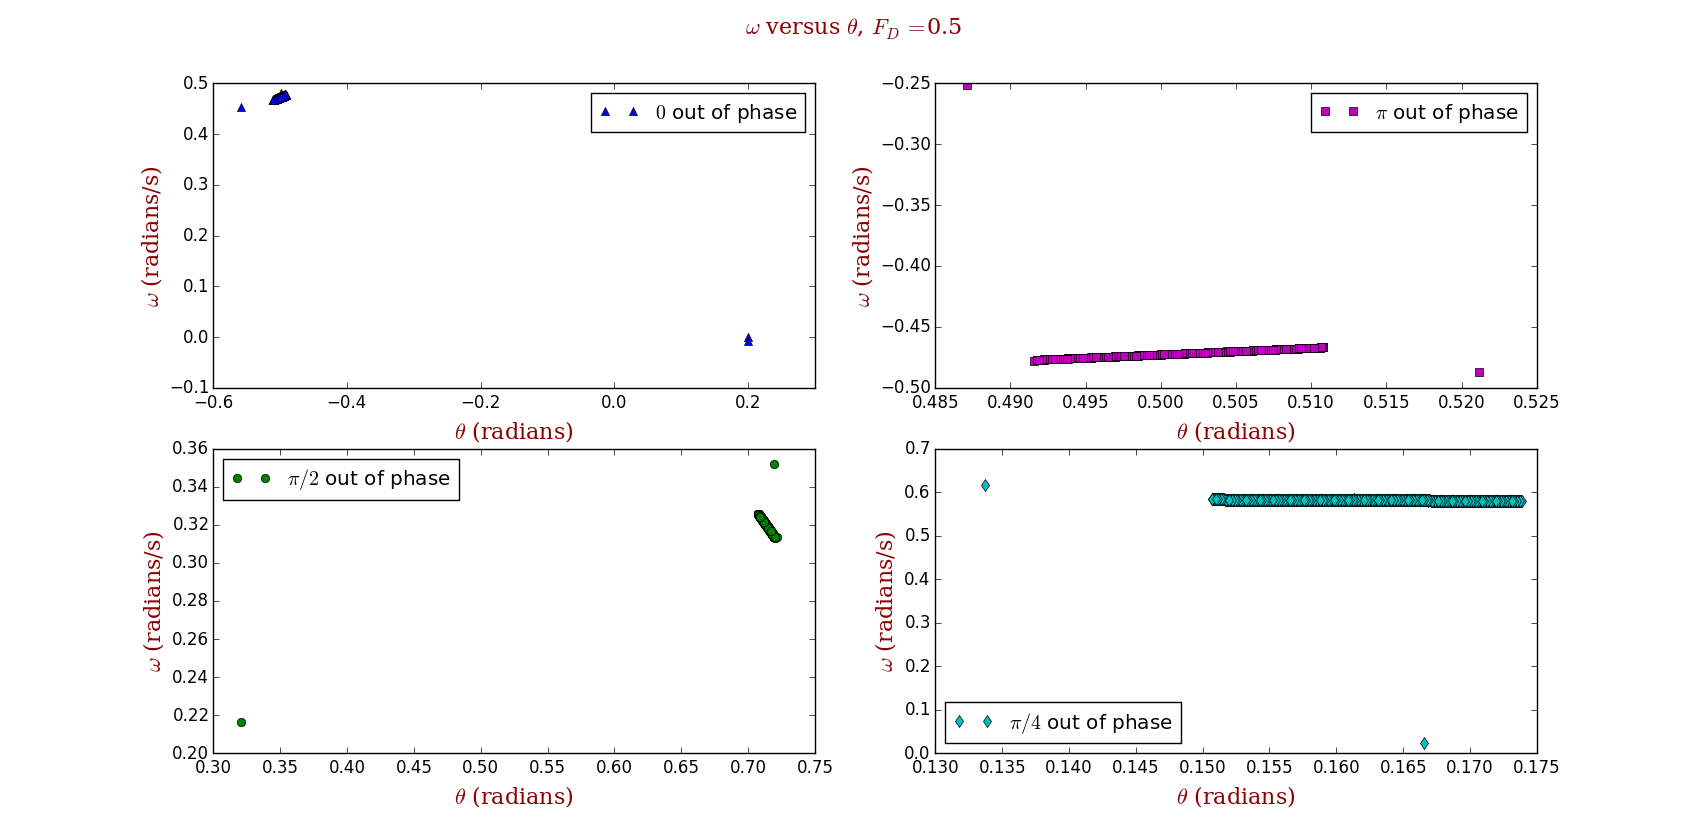 ω versus θ, F_D =0.5
0 out of phase
ω (radians/s)
0.5
0.4
0.3
0.2
0.1
0.0
−0.1
−0.6 −0.4 −0.2 0.0 0.2
θ (radians)
π out of phase
ω (radians/s)
−0.25
−0.30
−0.35
−0.40
−0.45
−0.50
0.485 0.490 0.495 0.500 0.505 0.510 0.515 0.520 0.525
θ (radians)
π/2 out of phase
ω (radians/s)
0.36
0.34
0.32
0.30
0.28
0.26
0.24
0.22
0.20
0.30 0.35 0.40 0.45 0.50 0.55 0.60 0.65 0.70 0.75
θ (radians)
ω (radians/s)
0.7
0.6
0.5
0.4
0.3
0.2
0.1
0.0
π/4 out of phase
0.130 0.135 0.140 0.145 0.150 0.155 0.160 0.165 0.170 0.175
θ (radians)